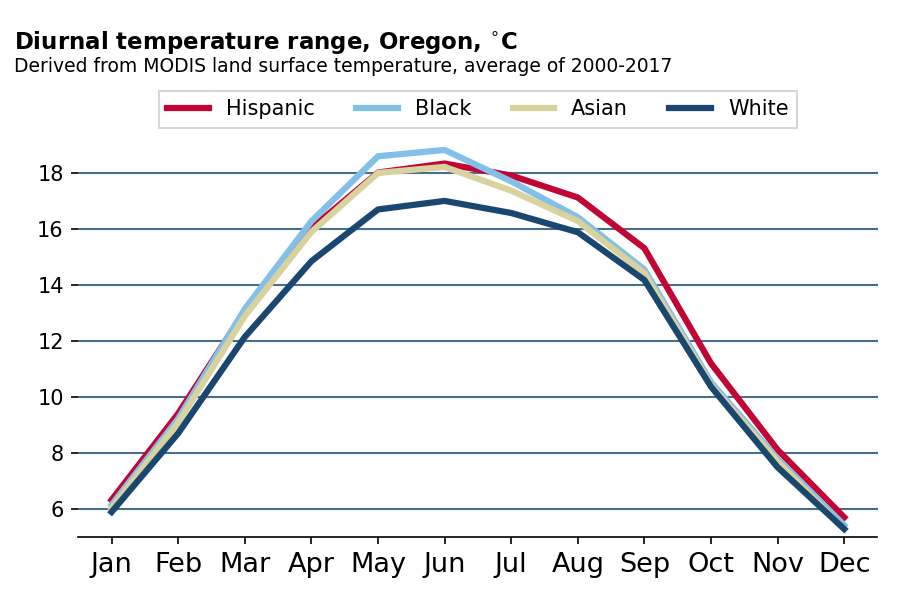 Diurnal temperature range, Oregon, °C
Derived from MODIS land surface temperature, average of 2000-2017
Hispanic Black Asian White
18
16
14
12
10
8
6
Jan Feb Mar Apr May Jun Jul Aug Sep Oct Nov Dec